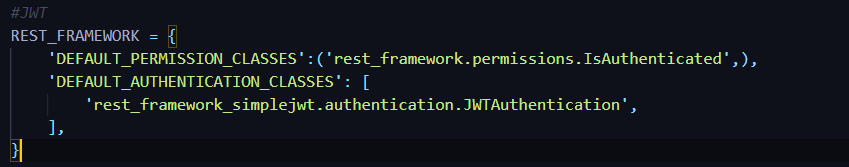 #JWT
REST_FRAMEWORK = {
    'DEFAULT_PERMISSION_CLASSES':('rest_framework.permissions.IsAuthenticated',),
    'DEFAULT_AUTHENTICATION_CLASSES': [
        'rest_framework_simplejwt.authentication.JWTAuthentication',
    ],
}